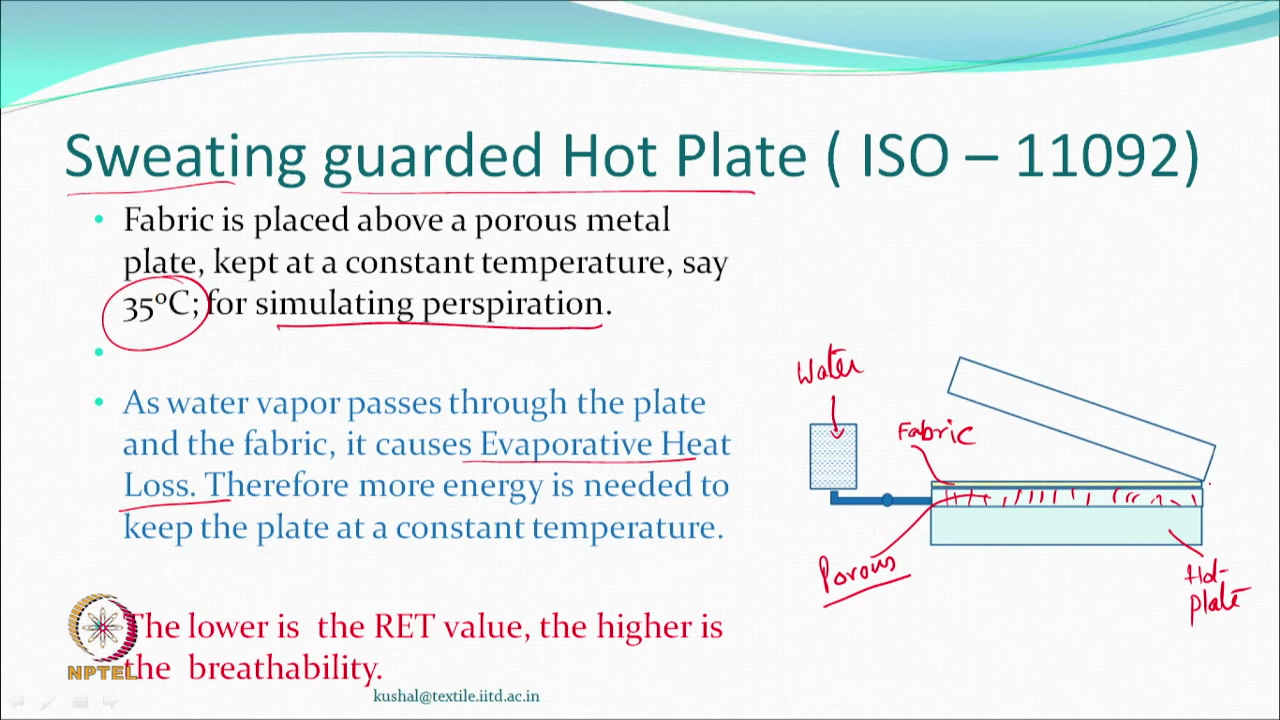 Sweating guarded Hot Plate ( ISO – 11092)
• Fabric is placed above a porous metal
plate, kept at a constant temperature, say
35⁰C; for simulating perspiration.
•
• As water vapor passes through the plate
and the fabric, it causes Evaporative Heat
Loss. Therefore more energy is needed to
keep the plate at a constant temperature.
The lower is the RET value, the higher is
the breathability.
Water
Fabric
Porous
Hot-
plate
NPTEL
kushal@textile.iitd.ac.in